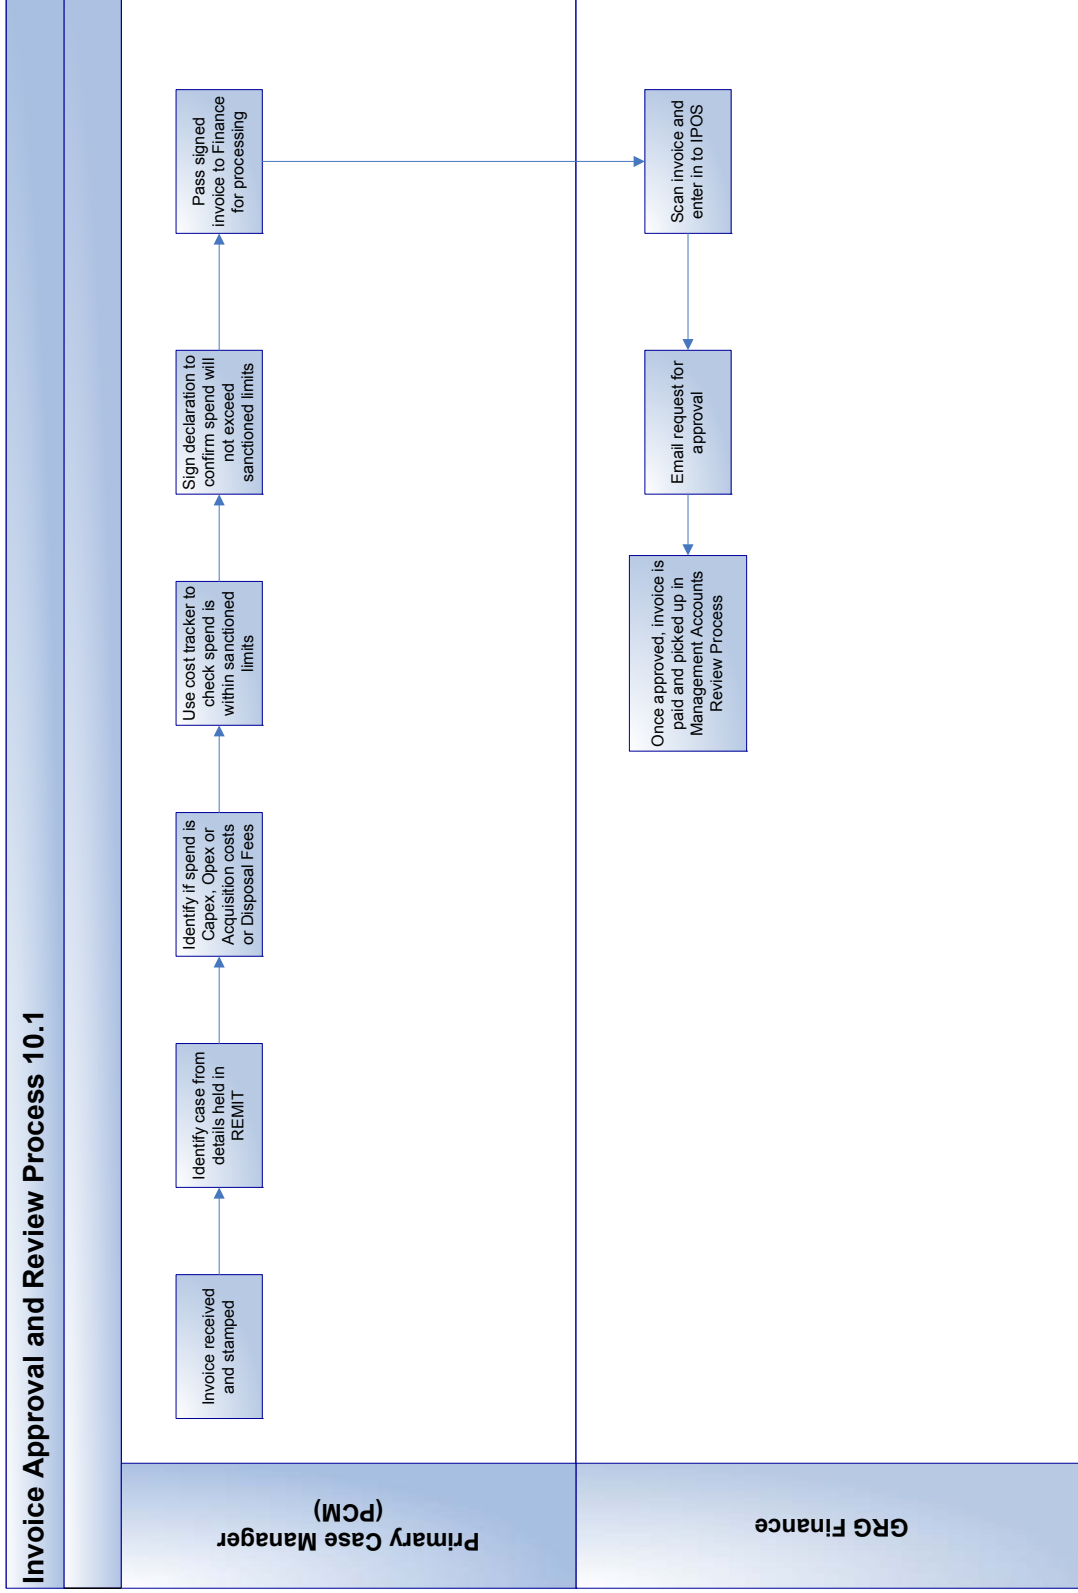 Invoice Approval and Review Process 10.1
Primary Case Manager
(PCM)
Invoice received
and stamped
Identify case from
details held in
REMIT
Identify if spend is
Capex, Opex or
Acquisition costs
or Disposal Fees
Use cost tracker to
check spend is
within sanctioned
limits
Sign declaration to
confirm spend will
not exceed
sanctioned limits
Pass signed
invoice to Finance
for processing
GRG Finance
Scan invoice and
enter in to IPOS
Email request for
approval
Once approved, invoice is
paid and picked up in
Management Accounts
Review Process